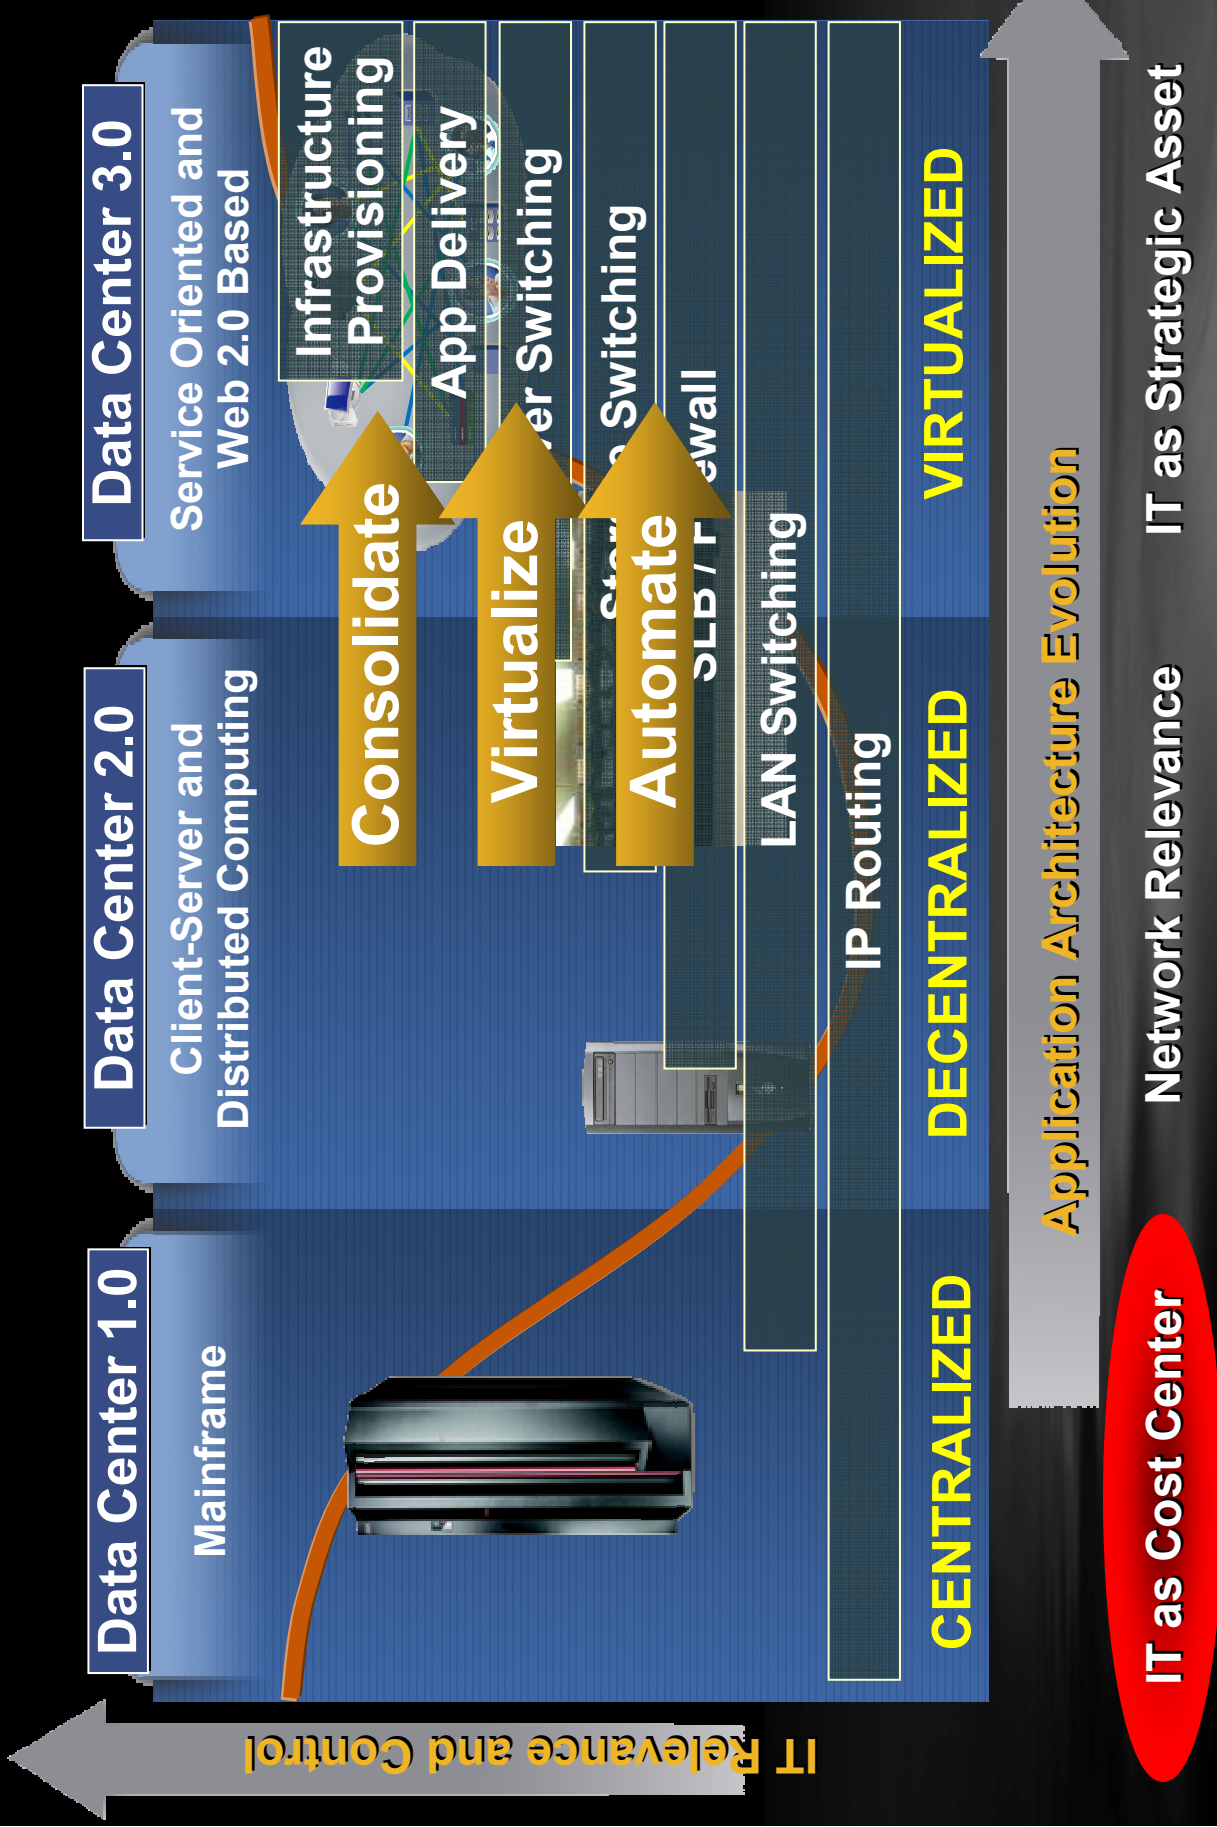 Data Center 1.0
Data Center 2.0
Data Center 3.0
Mainframe
Client-Server and
Distributed Computing
Service Oriented and
Web 2.0 Based
IT Relevance and Control
Consolidate
Virtualize
Automate
Infrastructure
Provisioning
App Delivery
Switching
Switching
SLB /
LAN Switching
IP Routing
CENTRALIZED
DECENTRALIZED
VIRTUALIZED
Application Architecture Evolution
IT as Cost Center
Network Relevance
IT as Strategic Asset